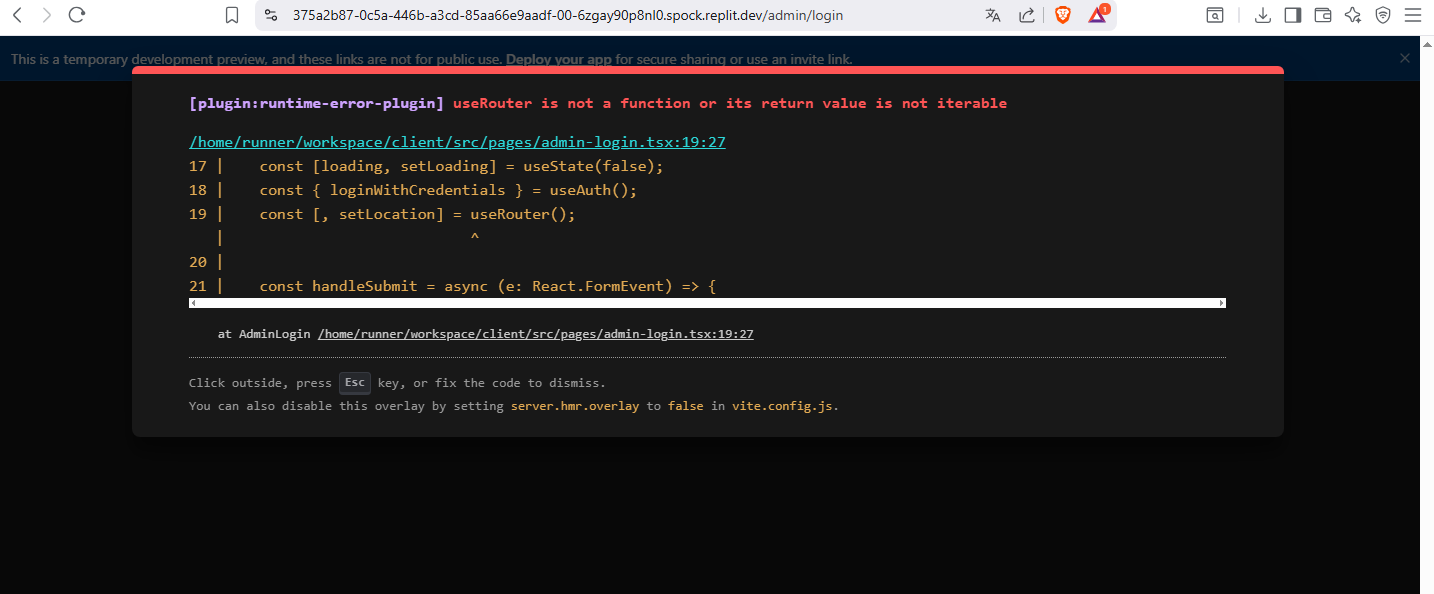 375a2b87-0c5a-446b-a3cd-85aa66e9aadf-00-6zgay90p8nl0.spock.replit.dev/admin/login
1
This is a temporary development preview, and these links are not for public use. Deploy your app for secure sharing or use an invite link.
[plugin:runtime-error-plugin] useRouter is not a function or its return value is not iterable
/home/runner/workspace/client/src/pages/admin-login.tsx:19:27
17 |    const [loading, setLoading] = useState(false);
18 |    const { loginWithCredentials } = useAuth();
19 |    const [, setLocation] = useRouter();
   |                            ^
20 |
21 |    const handleSubmit = async (e: React.FormEvent) => {
at AdminLogin /home/runner/workspace/client/src/pages/admin-login.tsx:19:27
Click outside, press Esc key, or fix the code to dismiss.
You can also disable this overlay by setting server.hmr.overlay to false in vite.config.js.